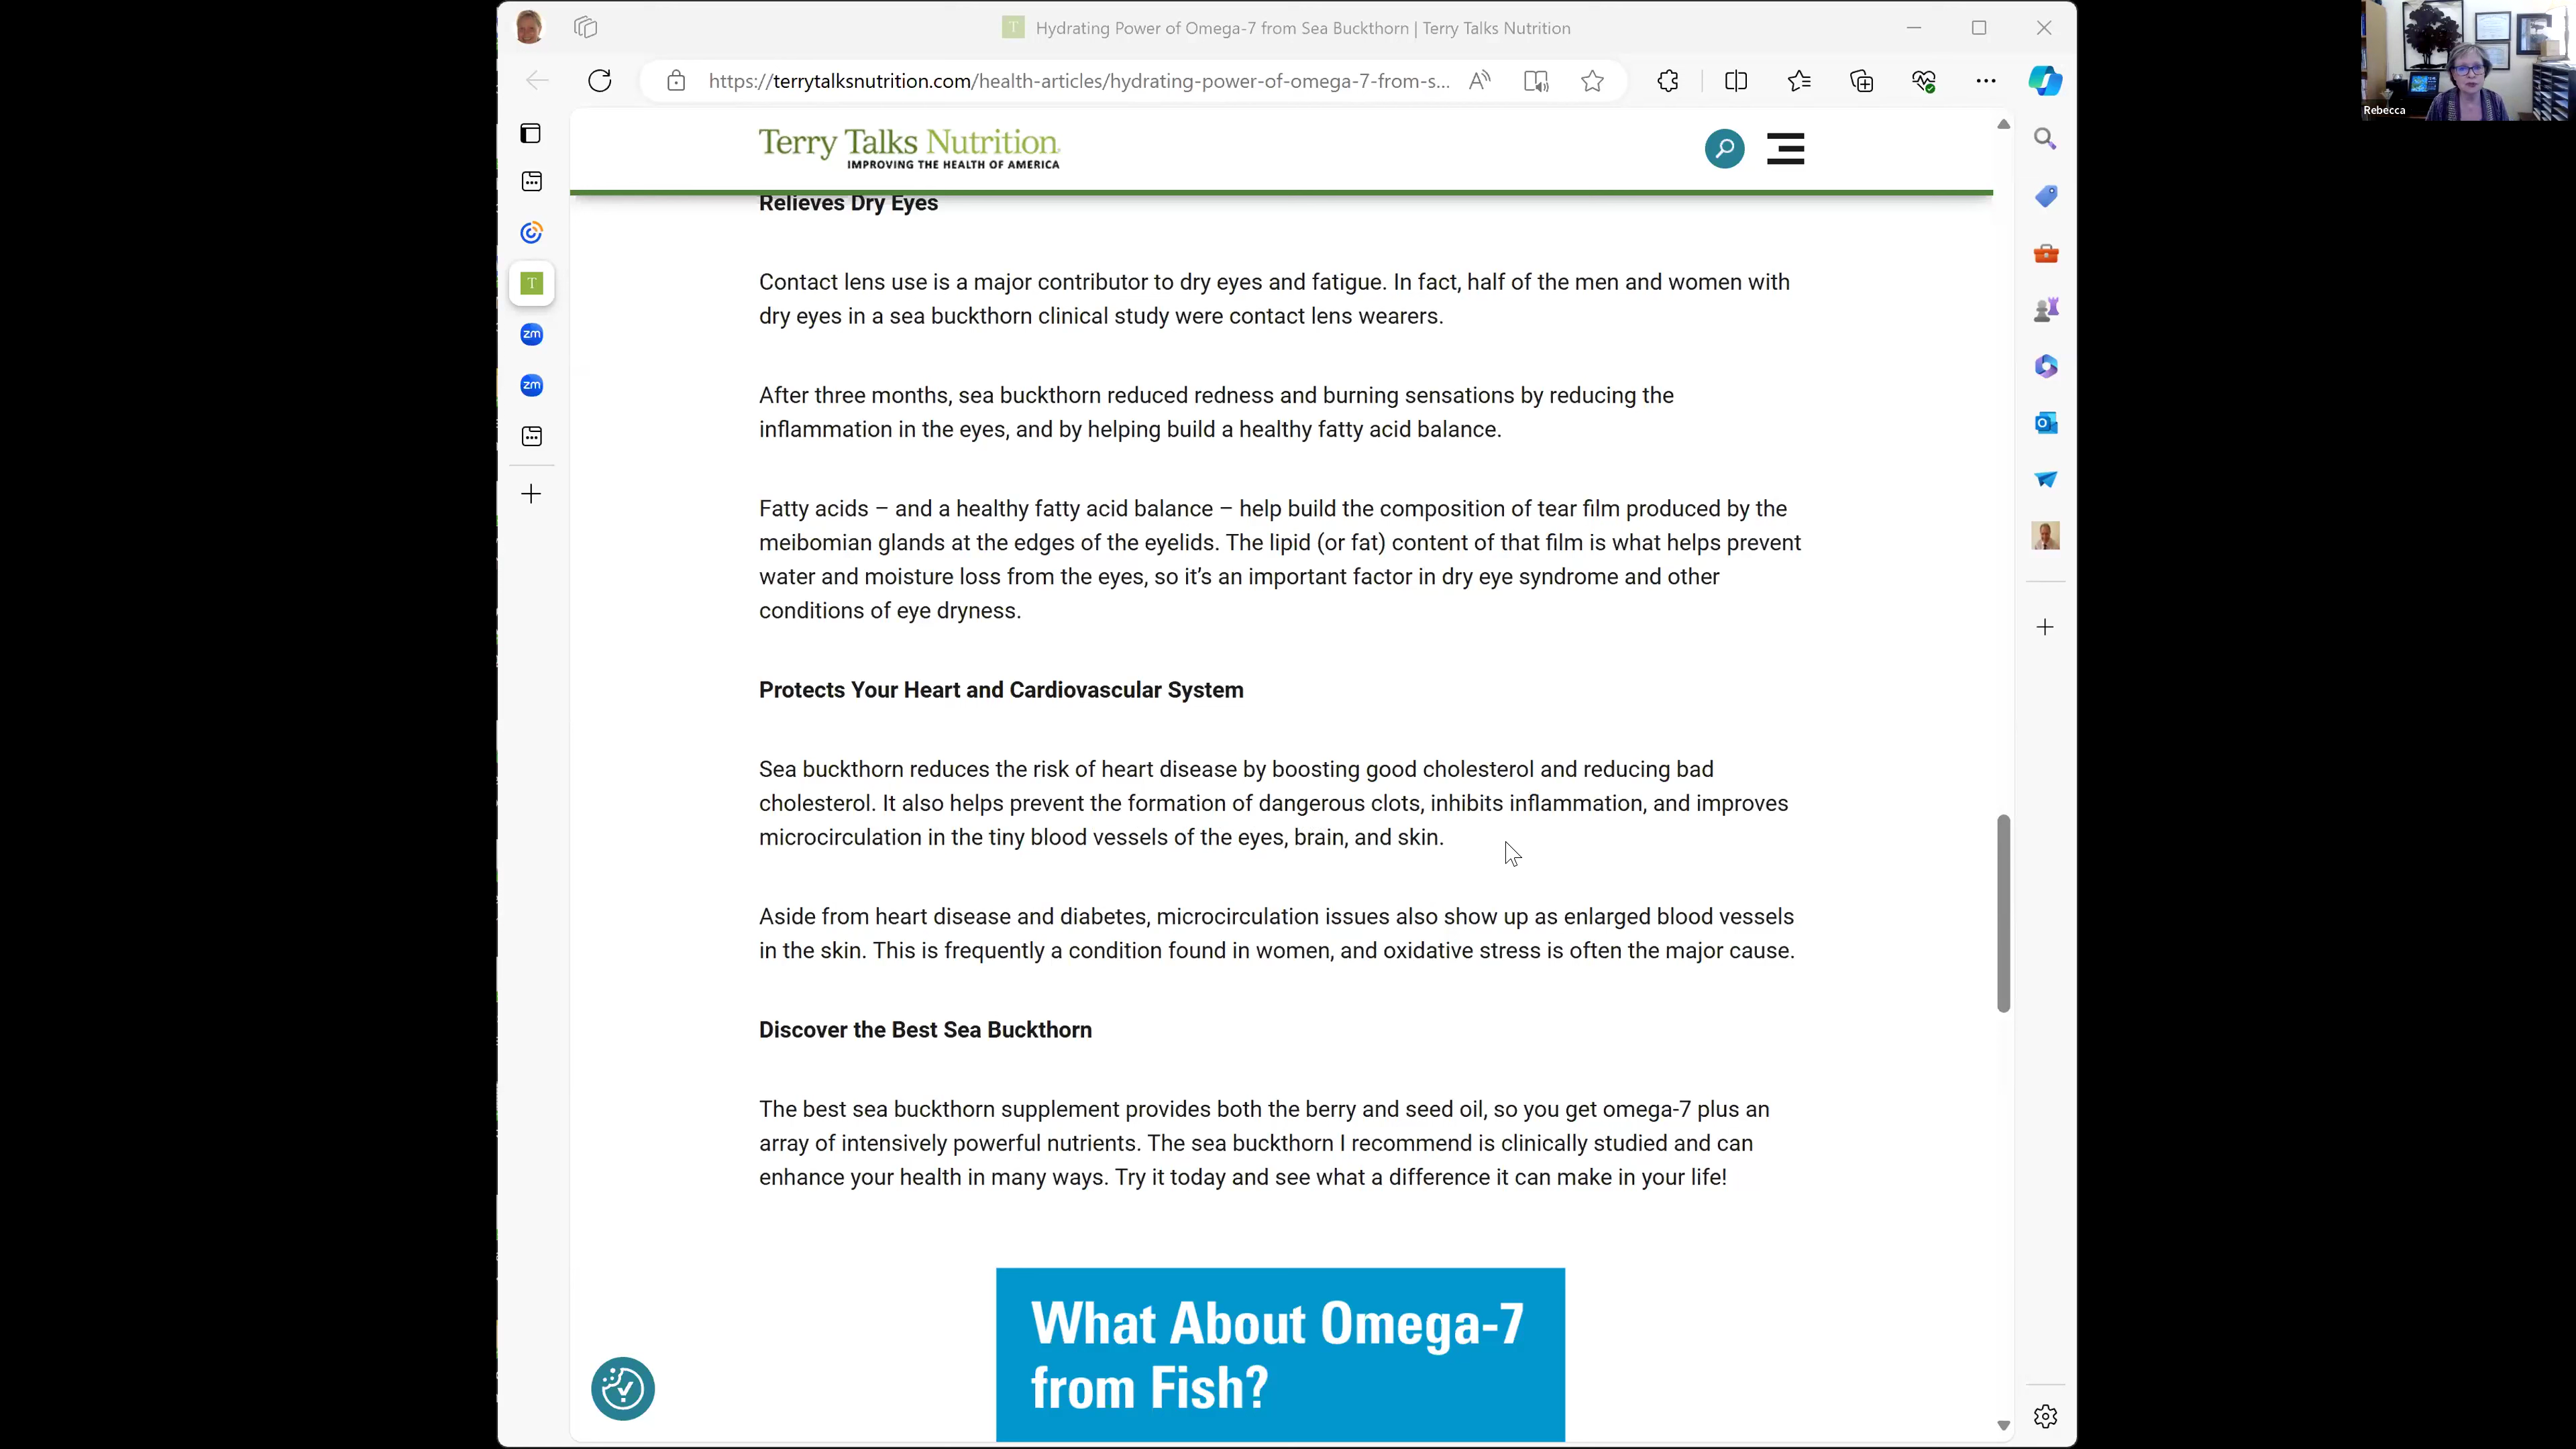 T Hydrating Power of Omega-7 from Sea Buckthorn | Terry Talks Nutrition
https://terrytalksnutrition.com/health-articles/hydrating-power-of-omega-7-from-s...
Rebecca
Terry Talks Nutrition
IMPROVING THE HEALTH OF AMERICA
T
zm
zm
Relieves Dry Eyes
Contact lens use is a major contributor to dry eyes and fatigue. In fact, half of the men and women with
dry eyes in a sea buckthorn clinical study were contact lens wearers.
After three months, sea buckthorn reduced redness and burning sensations by reducing the
inflammation in the eyes, and by helping build a healthy fatty acid balance.
Fatty acids – and a healthy fatty acid balance – help build the composition of tear film produced by the
meibomian glands at the edges of the eyelids. The lipid (or fat) content of that film is what helps prevent
water and moisture loss from the eyes, so it’s an important factor in dry eye syndrome and other
conditions of eye dryness.
Protects Your Heart and Cardiovascular System
Sea buckthorn reduces the risk of heart disease by boosting good cholesterol and reducing bad
cholesterol. It also helps prevent the formation of dangerous clots, inhibits inflammation, and improves
microcirculation in the tiny blood vessels of the eyes, brain, and skin.
Aside from heart disease and diabetes, microcirculation issues also show up as enlarged blood vessels
in the skin. This is frequently a condition found in women, and oxidative stress is often the major cause.
Discover the Best Sea Buckthorn
The best sea buckthorn supplement provides both the berry and seed oil, so you get omega-7 plus an
array of intensively powerful nutrients. The sea buckthorn I recommend is clinically studied and can
enhance your health in many ways. Try it today and see what a difference it can make in your life!
What About Omega-7
from Fish?